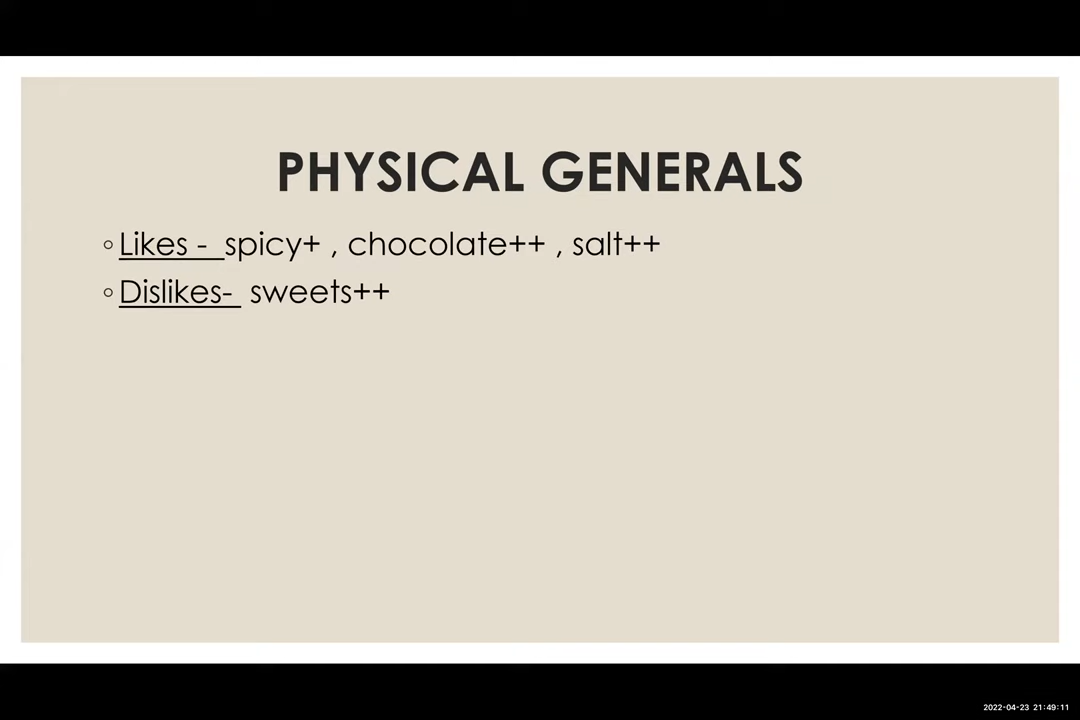 PHYSICAL GENERALS
◦Likes - spicy+ , chocolate++ , salt++
◦Dislikes- sweets++
2022-04-23 21:49:11